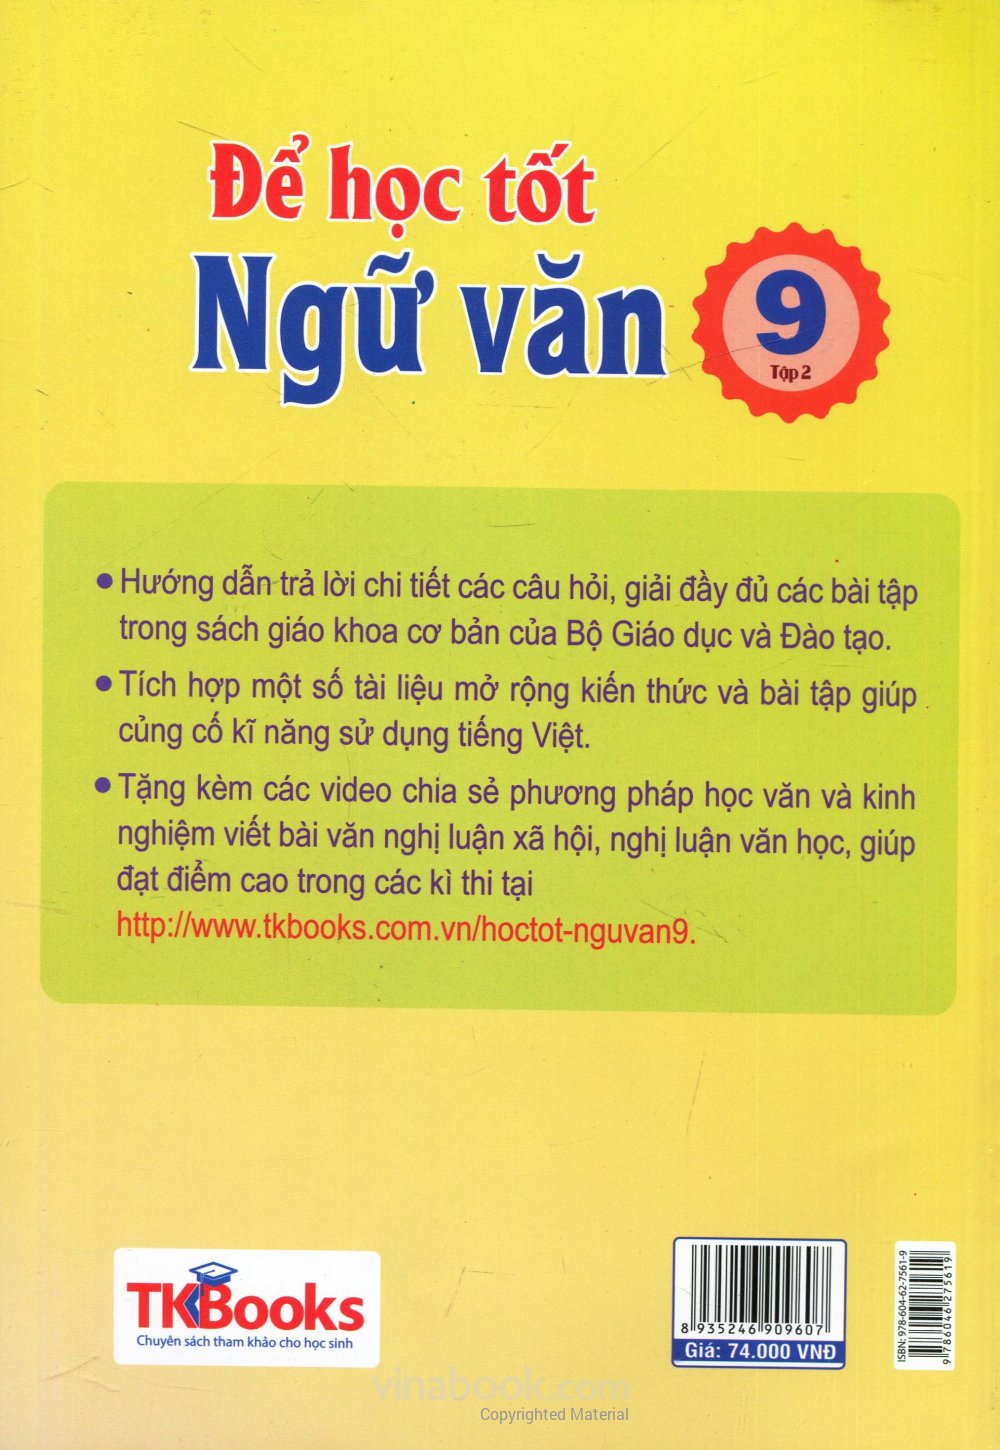 Để học tốt
Ngữ văn
9
Tập 2
● Hướng dẫn trả lời chi tiết các câu hỏi, giải đầy đủ các bài tập
trong sách giáo khoa cơ bản của Bộ Giáo dục và Đào tạo.
● Tích hợp một số tài liệu mở rộng kiến thức và bài tập giúp
củng cố kĩ năng sử dụng tiếng Việt.
● Tặng kèm các video chia sẻ phương pháp học văn và kinh
nghiệm viết bài văn nghị luận xã hội, nghị luận văn học, giúp
đạt điểm cao trong các kì thi tại
http://www.tkbooks.com.vn/hoctot-nguvan9.
TKBooks
Chuyên sách tham khảo cho học sinh
8 935246 909607
Giá: 74.000 VNĐ
ISBN: 978-604-62-7561-9
9 786046 275619
vinabook.com
Copyrighted Material